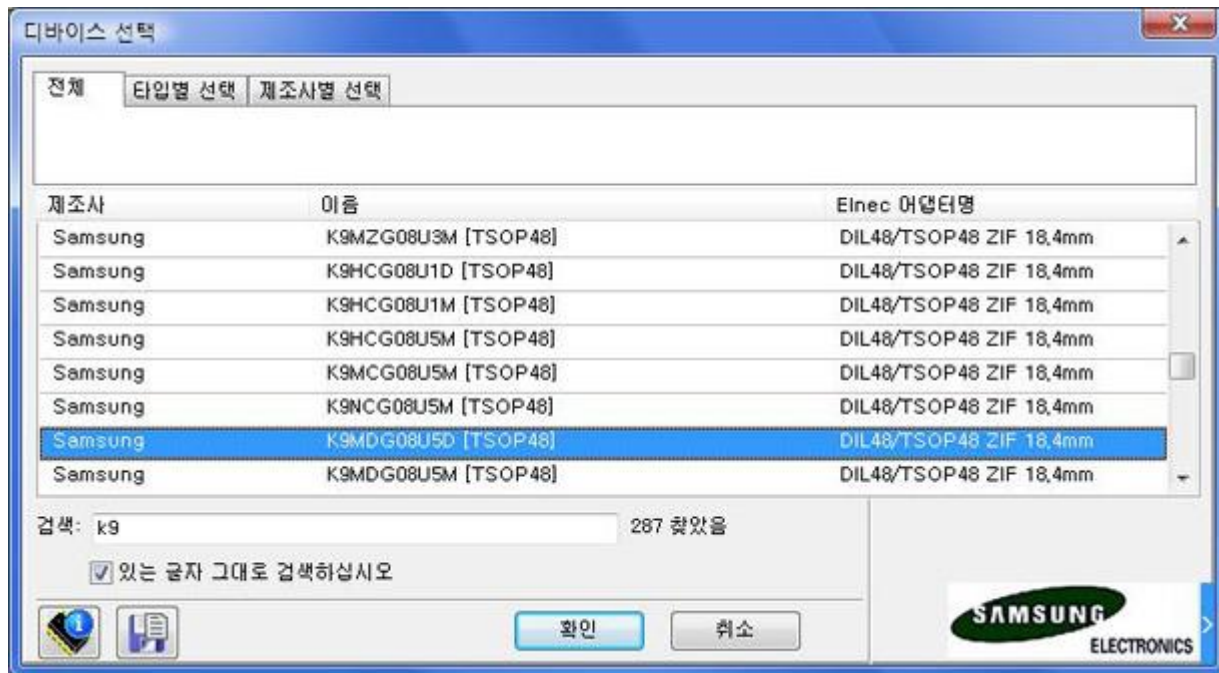 디바이스 선택
전체 타입별 선택 제조사별 선택
제조사 이름 Elnec 어댑터명
Samsung K9MZG08U3M [TSOP48] DIL48/TSOP48 ZIF 18,4mm
Samsung K9HCG08U1D [TSOP48] DIL48/TSOP48 ZIF 18,4mm
Samsung K9HCG08U1M [TSOP48] DIL48/TSOP48 ZIF 18,4mm
Samsung K9HCG08U5M [TSOP48] DIL48/TSOP48 ZIF 18,4mm
Samsung K9MCG08U5M [TSOP48] DIL48/TSOP48 ZIF 18,4mm
Samsung K9NCG08U5M [TSOP48] DIL48/TSOP48 ZIF 18,4mm
Samsung K9MDG08U5D [TSOP48] DIL48/TSOP48 ZIF 18,4mm
Samsung K9MDG08U5M [TSOP48] DIL48/TSOP48 ZIF 18,4mm
검색: k9 287 찾았음
있는 글자 그대로 검색하십시오
확인 취소
SAMSUNG
ELECTRONICS